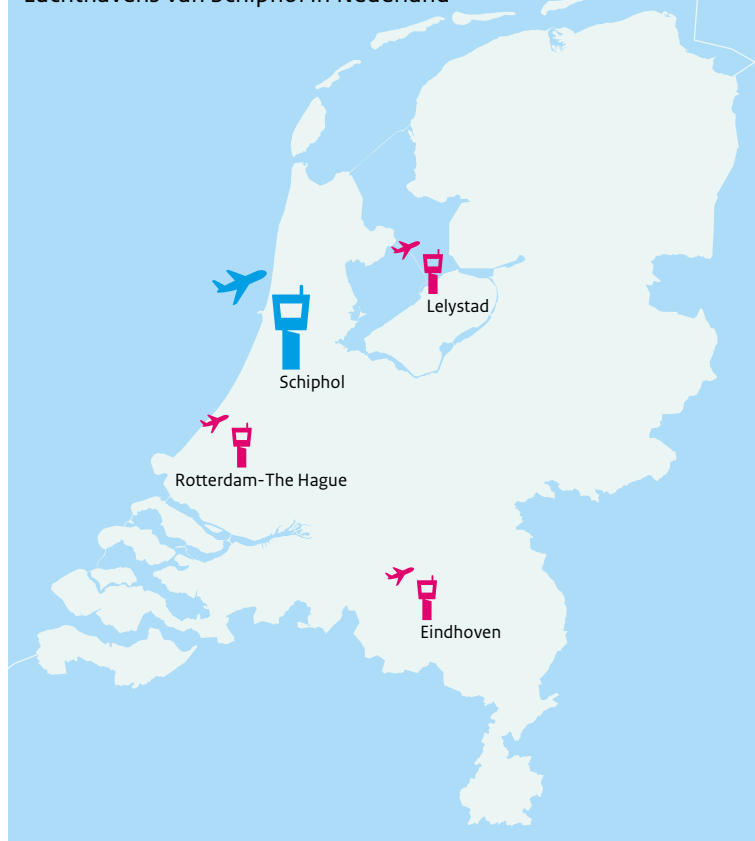 Luchthavens van Schiphol in Nederland
Lelystad
Schiphol
Rotterdam-The Hague
Eindhoven